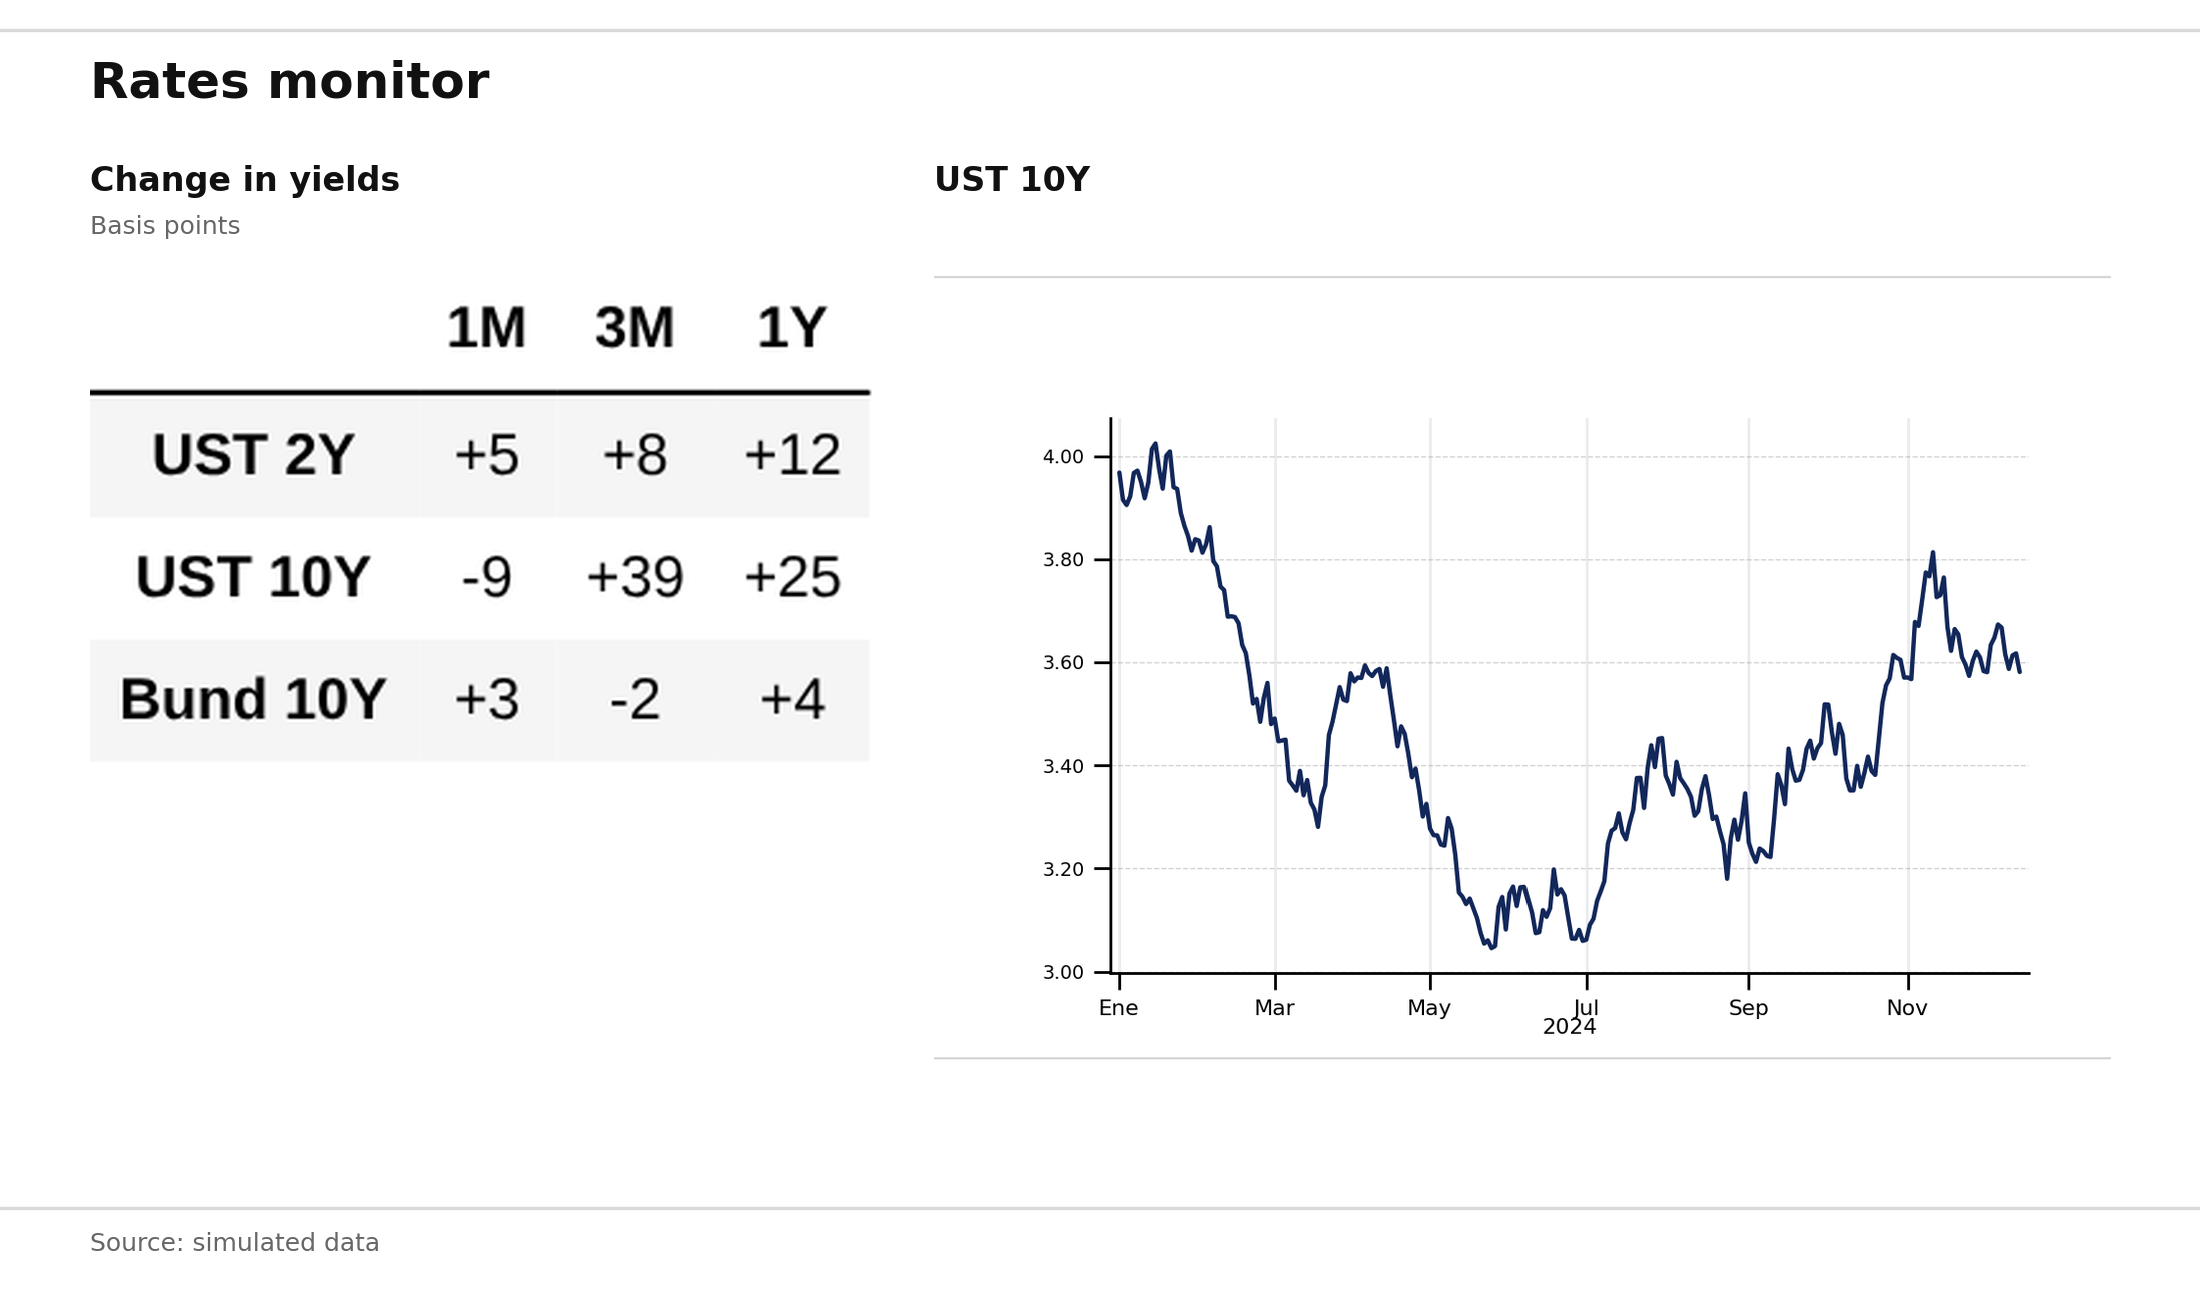 Rates monitor
Change in yields
Basis points
1M 3M 1Y
UST 2Y +5 +8 +12
UST 10Y -9 +39 +25
Bund 10Y +3 -2 +4
UST 10Y
4.00
3.80
3.60
3.40
3.20
3.00
Ene Mar May Jul Sep Nov
2024
Source: simulated data